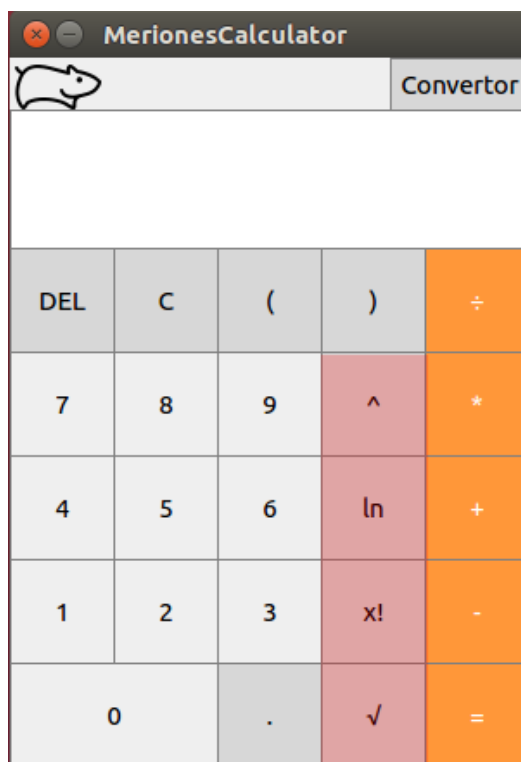 MerionesCalculator
Convertor
DEL C ( ) ÷
7 8 9 ^ *
4 5 6 ln +
1 2 3 x! -
0 . √ =